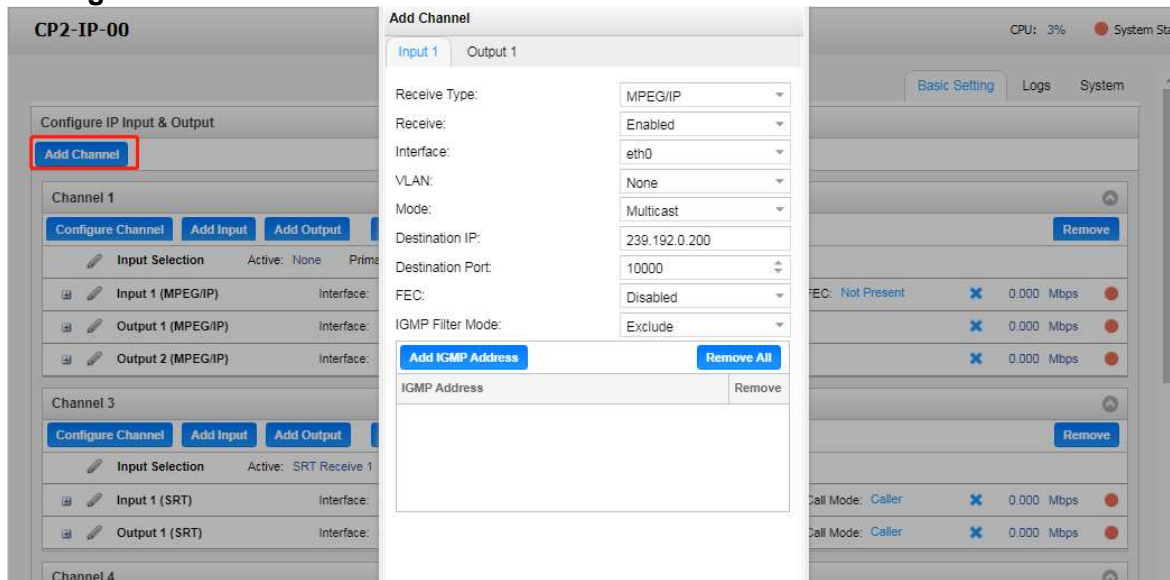 CP2-IP-00
CPU: 3%
System Sta
Basic Setting
Logs
System
Configure IP Input & Output
Add Channel
Channel 1
Configure Channel
Add Input
Add Output
Remove
Input Selection
Active: None
Prima
Input 1 (MPEG/IP)
Interface:
FEC: Not Present
0.000 Mbps
Output 1 (MPEG/IP)
Interface:
0.000 Mbps
Output 2 (MPEG/IP)
Interface:
0.000 Mbps
Channel 3
Configure Channel
Add Input
Add Output
Remove
Input Selection
Active: SRT Receive 1
Input 1 (SRT)
Interface:
Call Mode: Caller
0.000 Mbps
Output 1 (SRT)
Interface:
Call Mode: Caller
0.000 Mbps
Channel 4
Add Channel
Input 1
Output 1
Receive Type: MPEG/IP
Receive: Enabled
Interface: eth0
VLAN: None
Mode: Multicast
Destination IP: 239.192.0.200
Destination Port: 10000
FEC: Disabled
IGMP Filter Mode: Exclude
Add IGMP Address
Remove All
IGMP Address
Remove